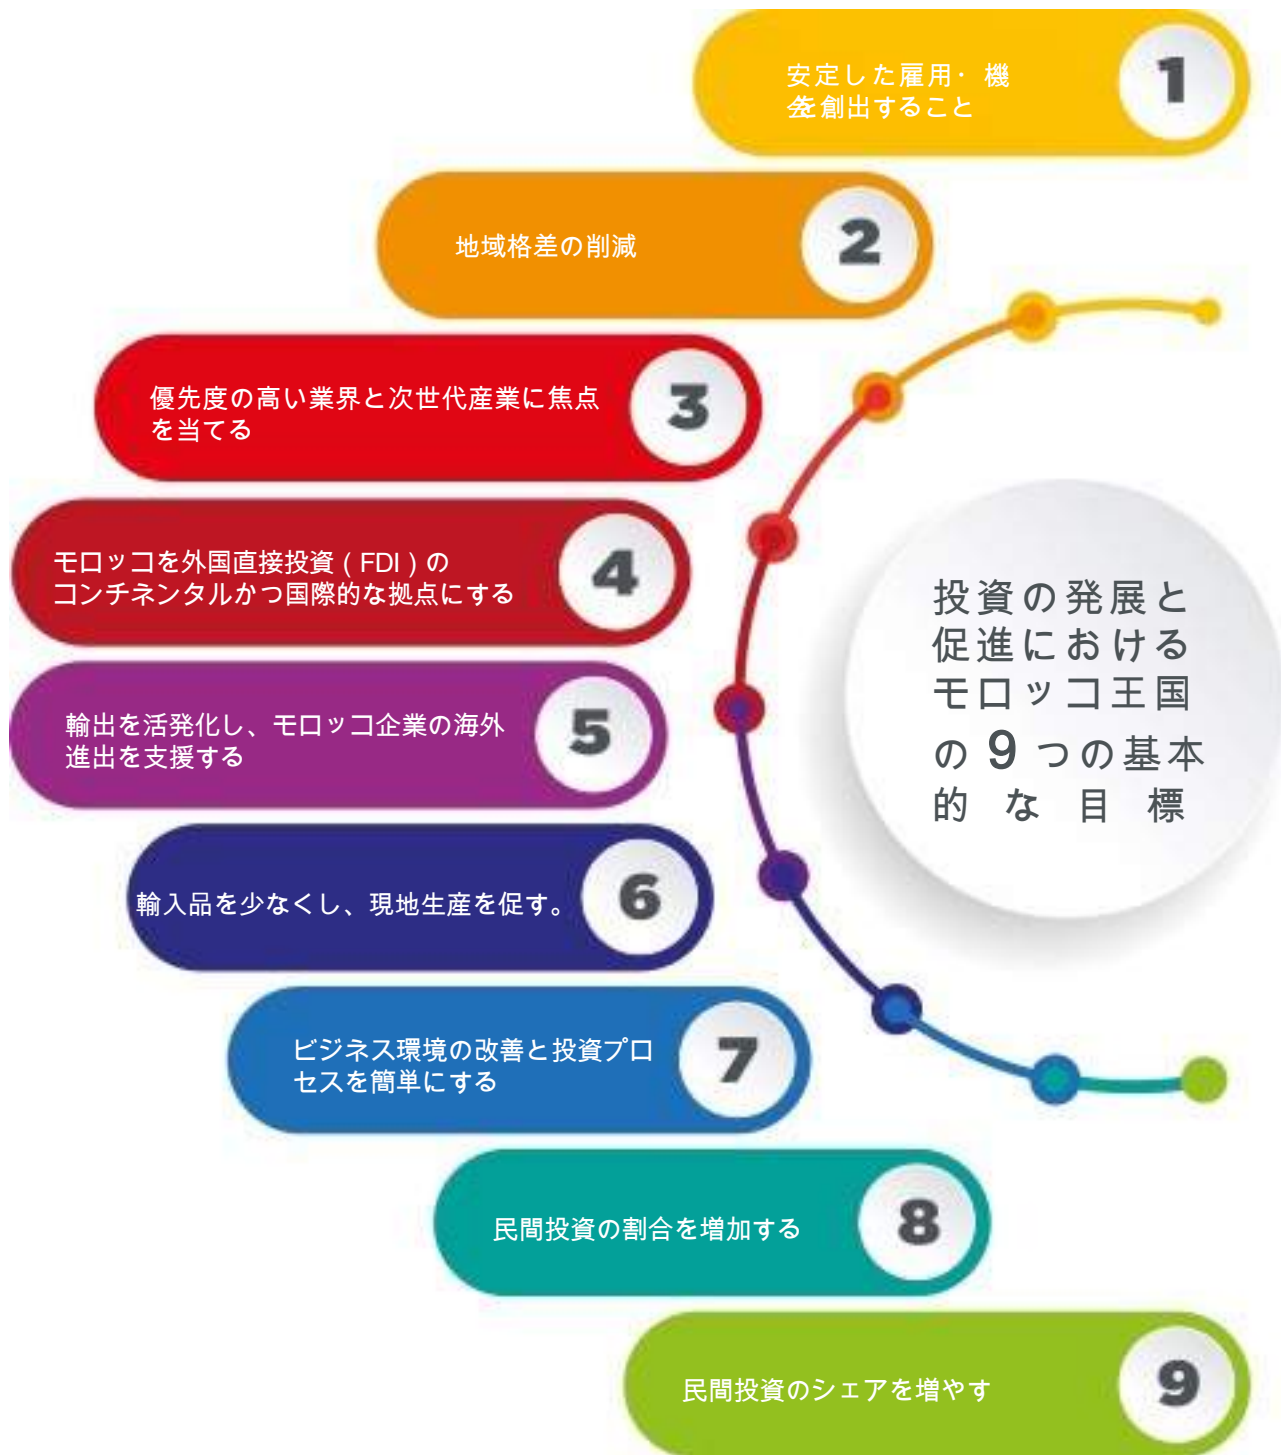 安定した雇用・機
会を創出すること
1
地域格差の削減
2
優先度の高い業界と次世代産業に焦点
を当てる
3
モロッコを外国直接投資（FDI）の
コンチネンタルかつ国際的な拠点にする
4
輸出を活発化し、モロッコ企業の海外
進出を支援する
5
輸入品を少なくし、現地生産を促す。
6
ビジネス環境の改善と投資プロ
セスを簡単にする
7
民間投資の割合を増加する
8
民間投資のシェアを増やす
9
投資の発展と
促進における
モロッコ王国
の9つの基本
的な目標